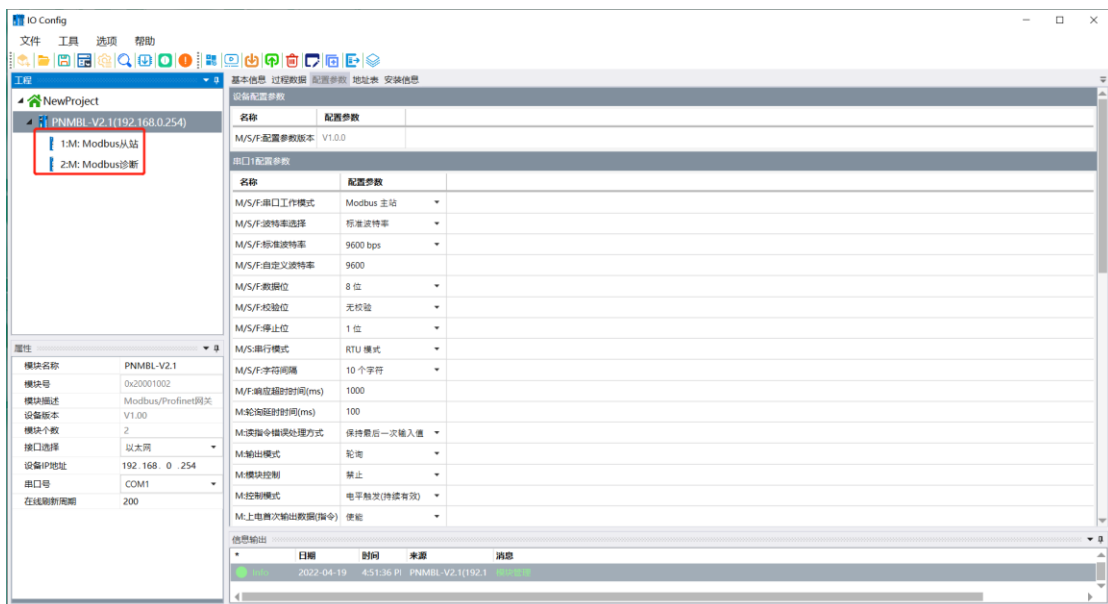 IO Config
文件 工具 选项 帮助
工程
NewProject
PNMBL-V2.1(192.168.0.254)
1:M: Modbus从站
2:M: Modbus诊断
属性
模块名称 PNMBL-V2.1
模块号 0x20001002
模块描述 Modbus/Profinet网关
设备版本 V1.00
模块个数 2
接口选择 以太网
设备IP地址 192.168. 0 .254
串口号 COM1
在线刷新周期 200
基本信息 过程数据 配置参数 地址表 安装信息
设备配置参数
名称 配置参数
M/S/F:配置参数版本 V1.0.0
串口1配置参数
名称 配置参数
M/S/F:串口工作模式 Modbus 主站
M/S/F:波特率选择 标准波特率
M/S/F:标准波特率 9600 bps
M/S/F:自定义波特率 9600
M/S/F:数据位 8 位
M/S/F:校验位 无校验
M/S/F:停止位 1 位
M/S:串行模式 RTU 模式
M/S/F:字符间隔 10 个字符
M/F:响应超时时间(ms) 1000
M:轮询延时时间(ms) 100
M:读指令错误处理方式 保持最后一次输入值
M:输出模式 轮询
M:模块控制 禁止
M:控制模式 电平触发(持续有效)
M:上电首次输出数据(指令) 使能
信息输出
* 日期 时间 来源 消息
Info 2022-04-19 4:51:36 PI PNMBL-V2.1(192.1 模块管理